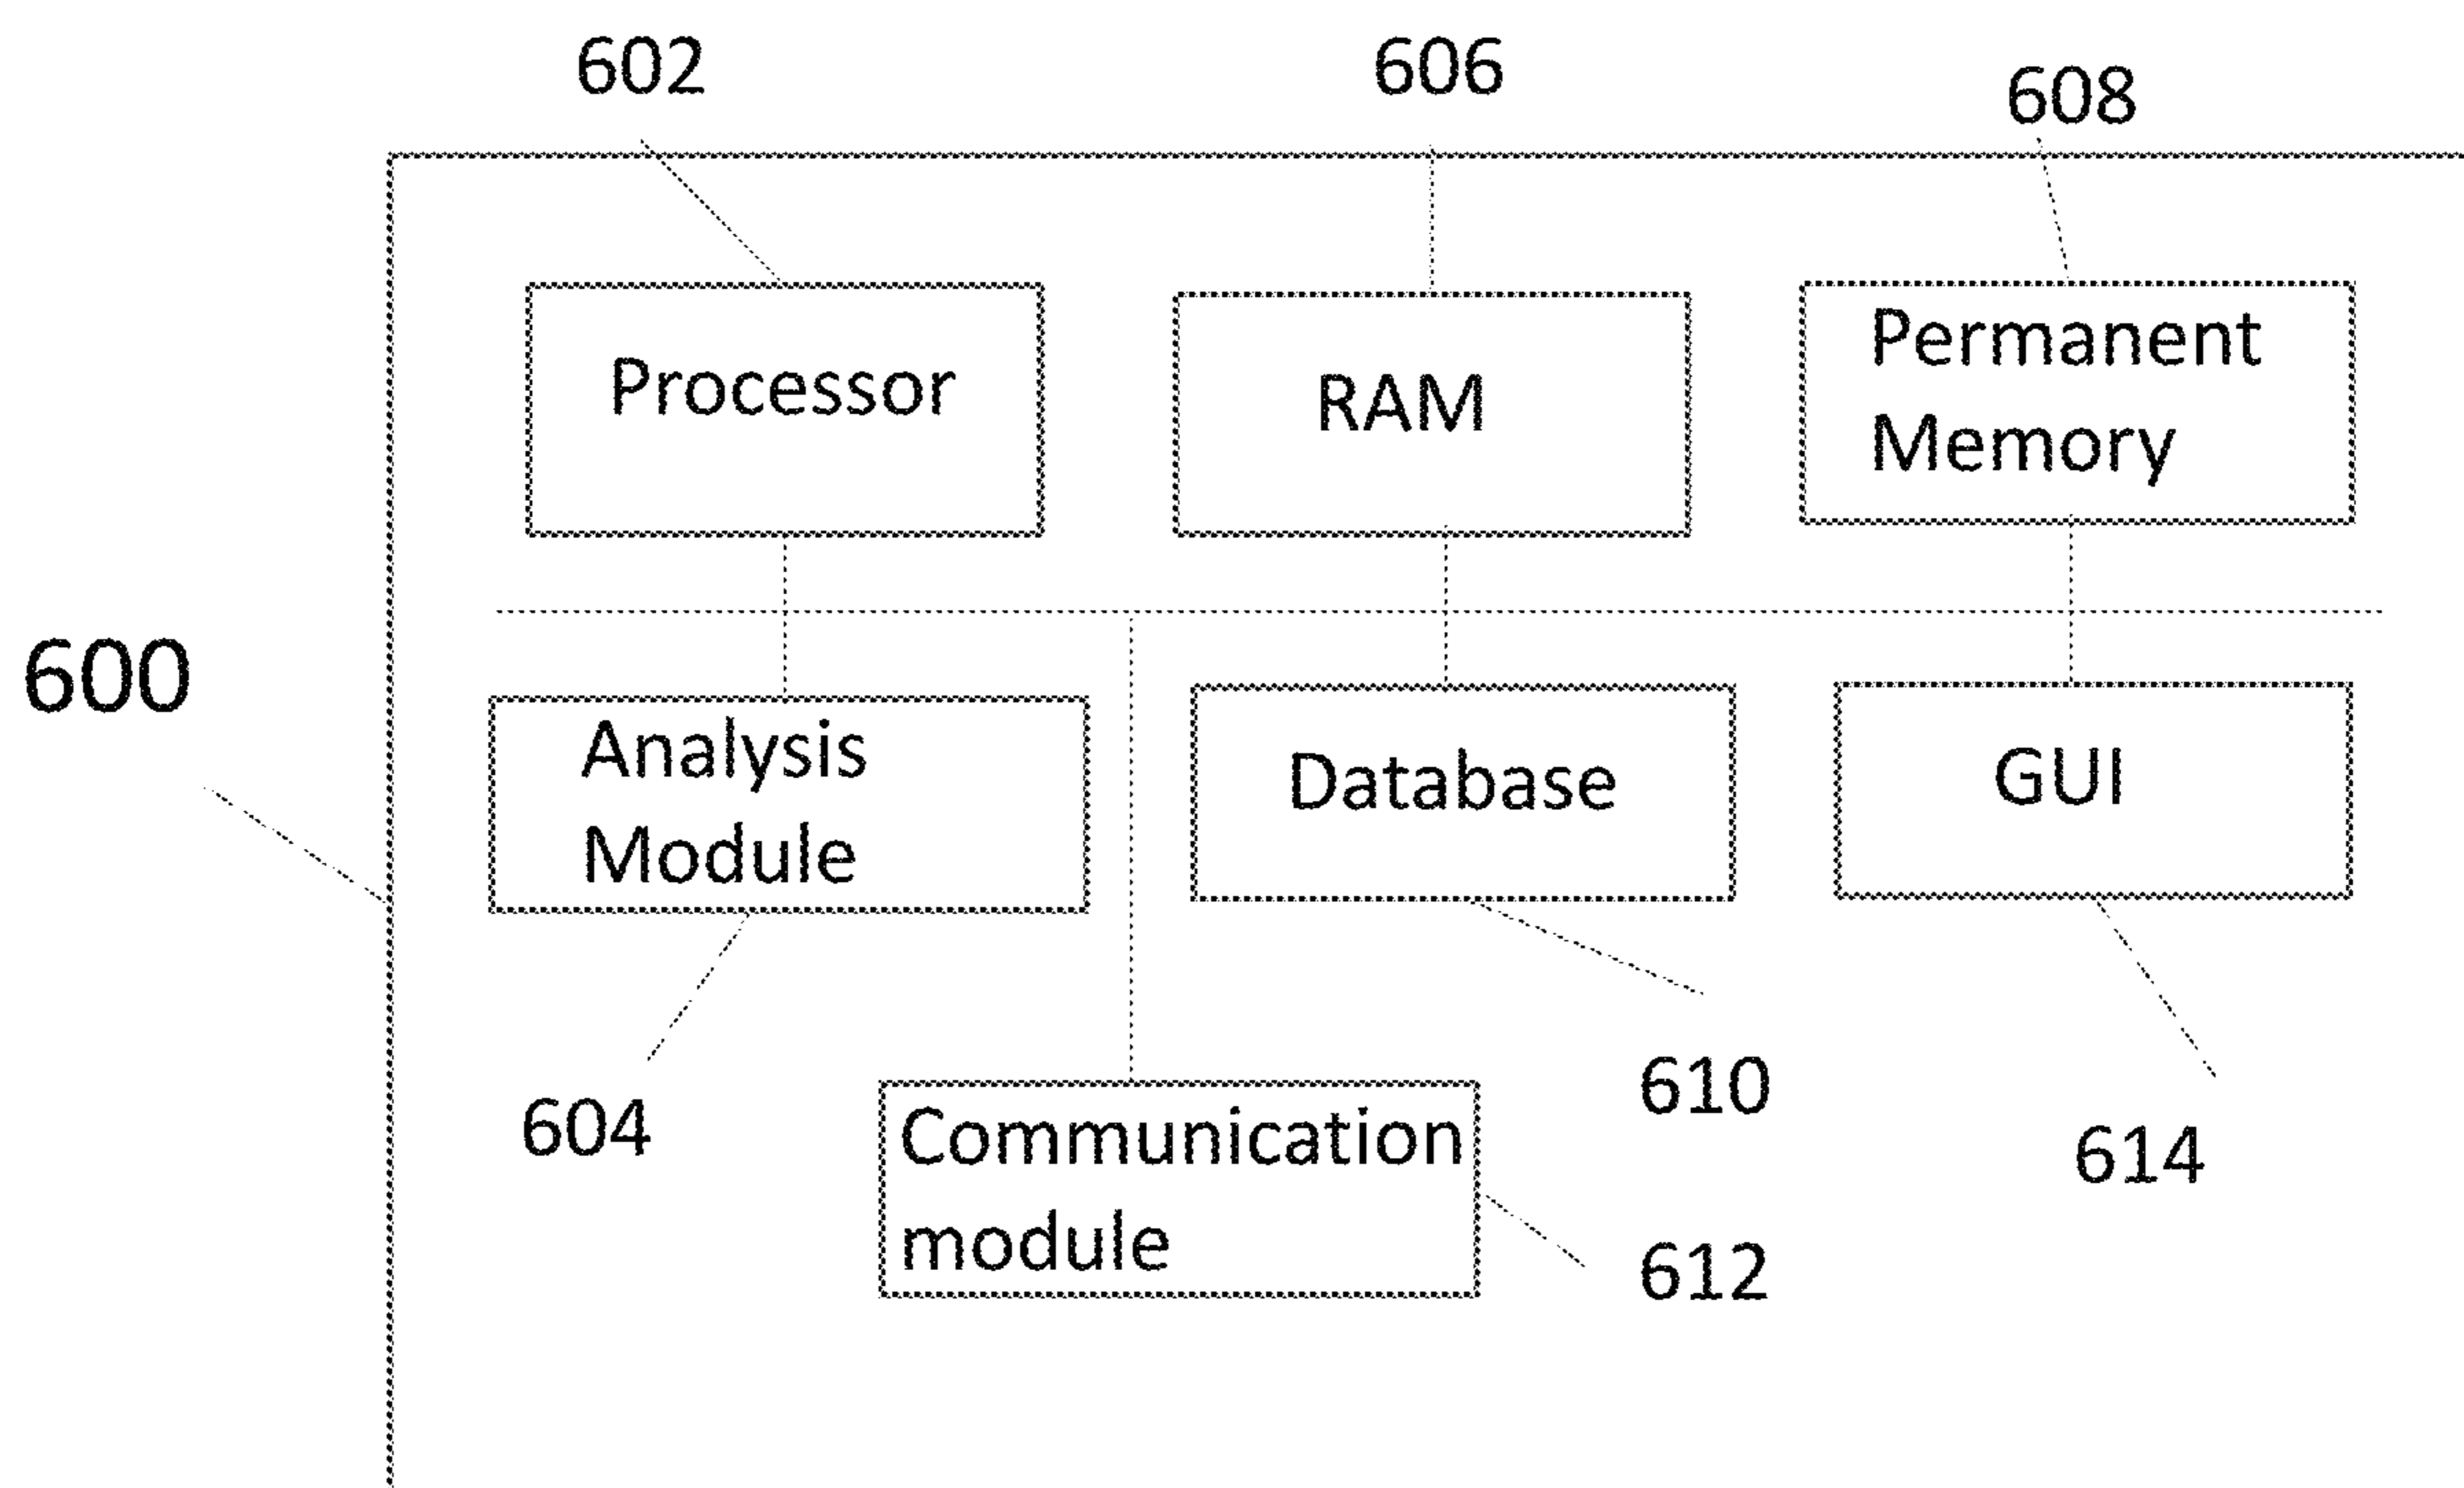 602
606
608
Processor
RAM
Permanent
Memory
600
Analysis
Module
Database
GUI
604
610
614
Communication
module
612